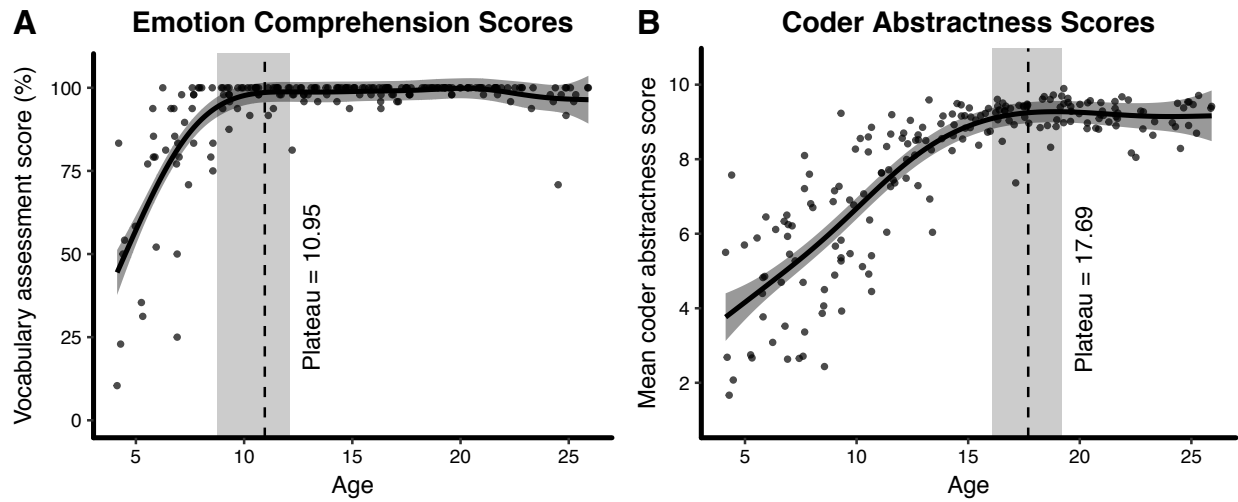 A
Emotion Comprehension Scores
Vocabulary assessment score (%)
100
75
50
25
0
Plateau = 10.95
5
10
15
20
25
Age
B
Coder Abstractness Scores
Mean coder abstractness score
10
8
6
4
2
Plateau = 17.69
5
10
15
20
25
Age